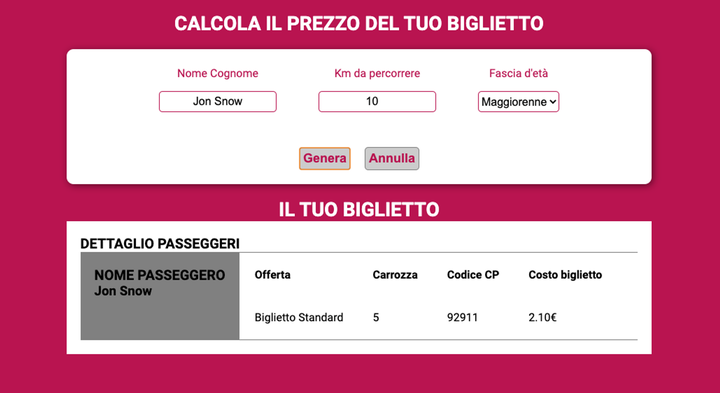 CALCOLA IL PREZZO DEL TUO BIGLIETTO
Nome Cognome Km da percorrere Fascia d'età
Jon Snow 10 Maggiorenne
Genera Annulla
IL TUO BIGLIETTO
DETTAGLIO PASSEGGERI
NOME PASSEGGERO
Jon Snow
Offerta Carrozza Codice CP Costo biglietto
Biglietto Standard 5 92911 2.10€